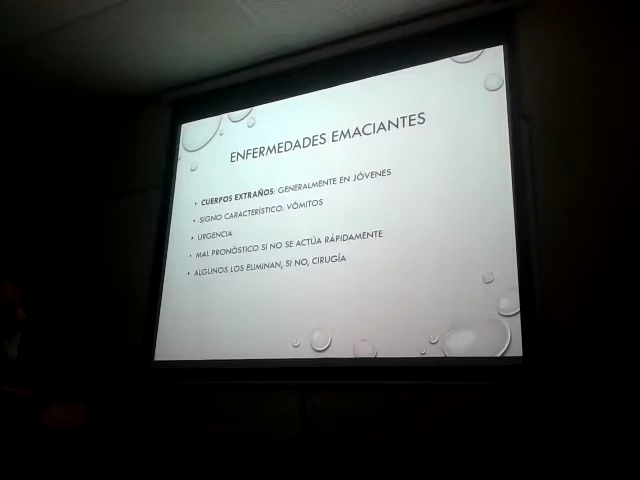 ENFERMEDADES EMACIANTES
• CUERPOS EXTRAÑOS: GENERALMENTE EN JÓVENES
• SIGNO CARACTERÍSTICO: VÓMITOS
• URGENCIA
• MAL PRONÓSTICO SI NO SE ACTÚA RÁPIDAMENTE
• ALGUNOS LOS ELIMINAN, SI NO, CIRUGÍA